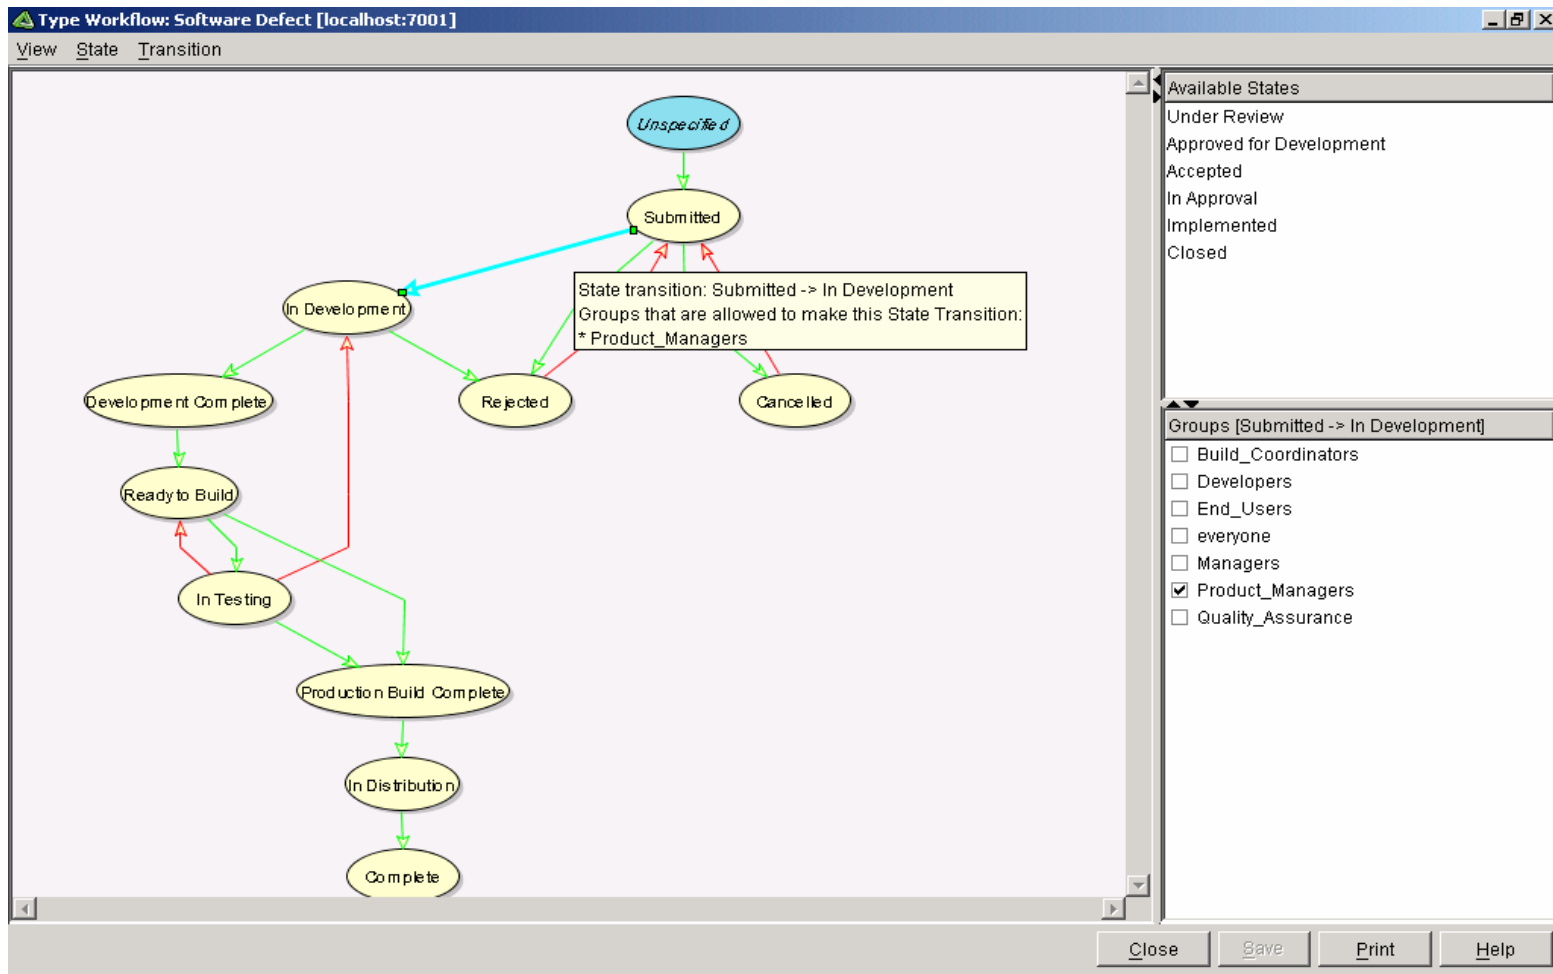 Type Workflow: Software Defect [localhost:7001]
View State Transition
Unspecified
Submitted
State transition: Submitted -> In Development
Groups that are allowed to make this State Transition:
* Product_Managers
In Development
Development Complete
Rejected
Cancelled
Ready to Build
In Testing
Production Build Complete
In Distribution
Complete
Available States
Under Review
Approved for Development
Accepted
In Approval
Implemented
Closed
Groups [Submitted -> In Development]
Build_Coordinators
Developers
End_Users
everyone
Managers
Product_Managers
Quality_Assurance
Close Save Print Help